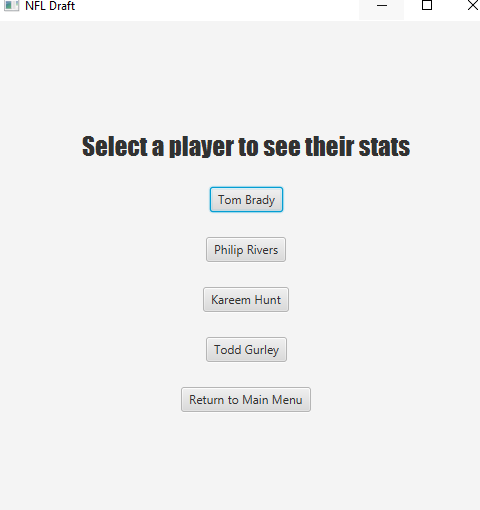 NFL Draft
Select a player to see their stats
Tom Brady
Philip Rivers
Kareem Hunt
Todd Gurley
Return to Main Menu